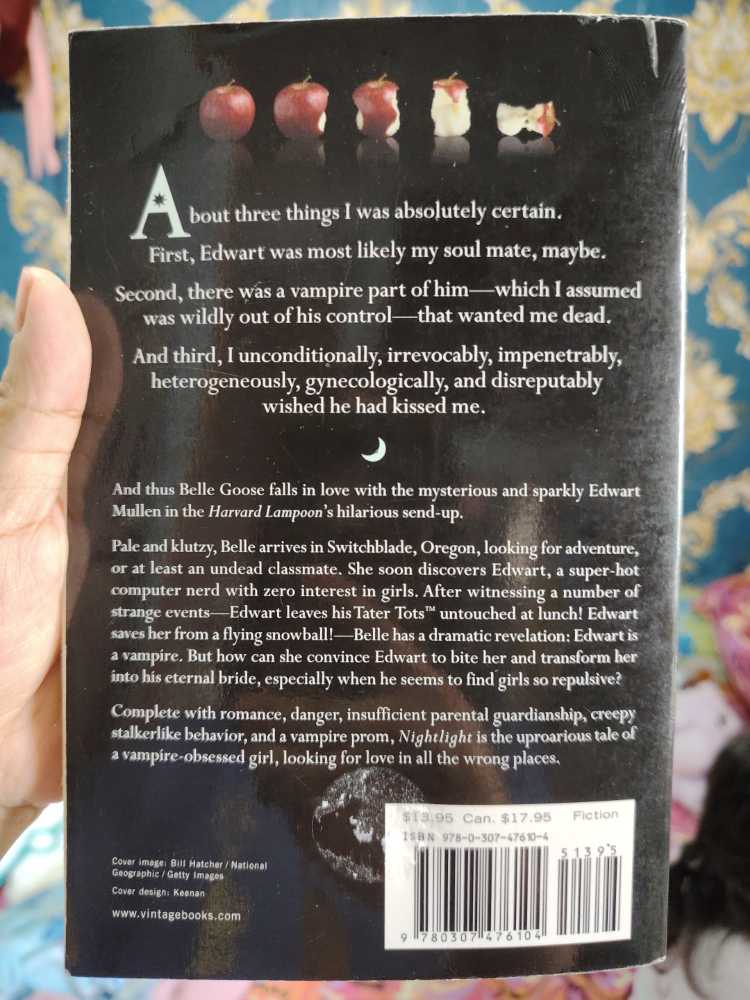 About three things I was absolutely certain.
First, Edwart was most likely my soul mate, maybe.
Second, there was a vampire part of him—which I assumed
was wildly out of his control—that wanted me dead.
And third, I unconditionally, irrevocably, impenetrably,
heterogeneously, gynecologically, and disreputably
wished he had kissed me.
And thus Belle Goose falls in love with the mysterious and sparkly Edwart
Mullen in the Harvard Lampoon's hilarious send-up.
Pale and klutzy, Belle arrives in Switchblade, Oregon, looking for adventure,
or at least an undead classmate. She soon discovers Edwart, a super-hot
computer nerd with zero interest in girls. After witnessing a number of
strange events—Edwart leaves his Tater Tots™ untouched at lunch! Edwart
saves her from a flying snowball!—Belle has a dramatic revelation: Edwart is
a vampire. But how can she convince Edwart to bite her and transform her
into his eternal bride, especially when he seems to find girls so repulsive?
Complete with romance, danger, insufficient parental guardianship, creepy
stalkerlike behavior, and a vampire prom, Nightlight is the uproarious tale of
a vampire-obsessed girl, looking for love in all the wrong places.
$13.95 Can. $17.95 Fiction
ISBN 978-0-307-47610-4
51395
9 780307 476104
Cover image: Bill Hatcher / National
Geographic / Getty Images
Cover design: Keenan
www.vintagebooks.com